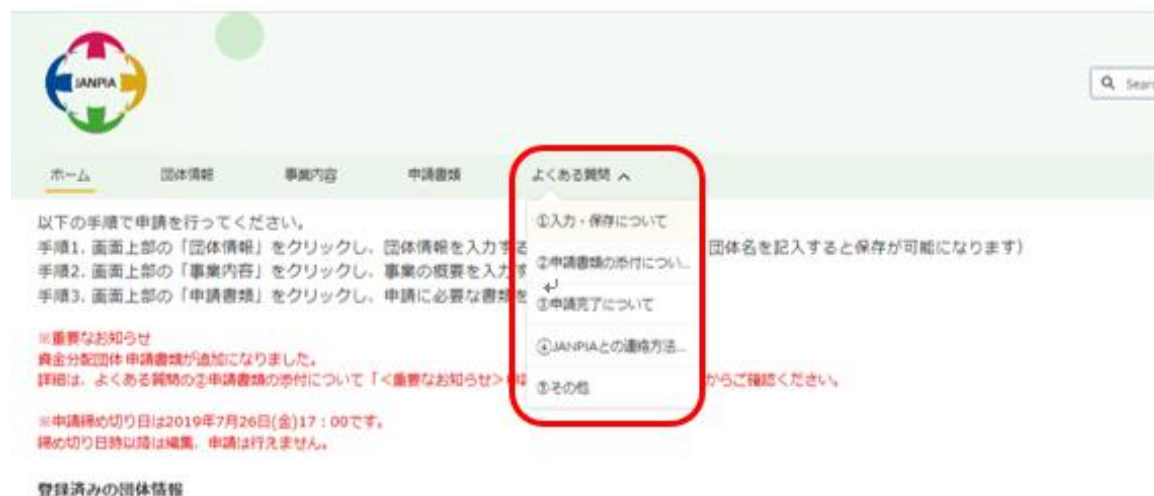 JANPIA
Sear
ホーム 団体情報 事業内容 申請書類 よくある質問
①入力・保存について
②申請書類の添付につい...
③申請完了について
④JANPIAとの連絡方法...
⑤その他
以下の手順で申請を行ってください。
手順1. 画面上部の「団体情報」をクリックし、団体情報を入力する 団体名を記入すると保存が可能になります）
手順2. 画面上部の「事業内容」をクリックし、事業の概要を入力す
手順3. 画面上部の「申請書類」をクリックし、申請に必要な書類を
※重要なお知らせ
資金分配団体 申請書類が追加になりました。
詳細は、よくある質問の②申請書類の添付について「<重要なお知らせ> からご確認ください。
※申請締め切り日は2019年7月26日(金)17：00です。
締め切り日時以降は編集、申請は行えません。
登録済みの団体情報